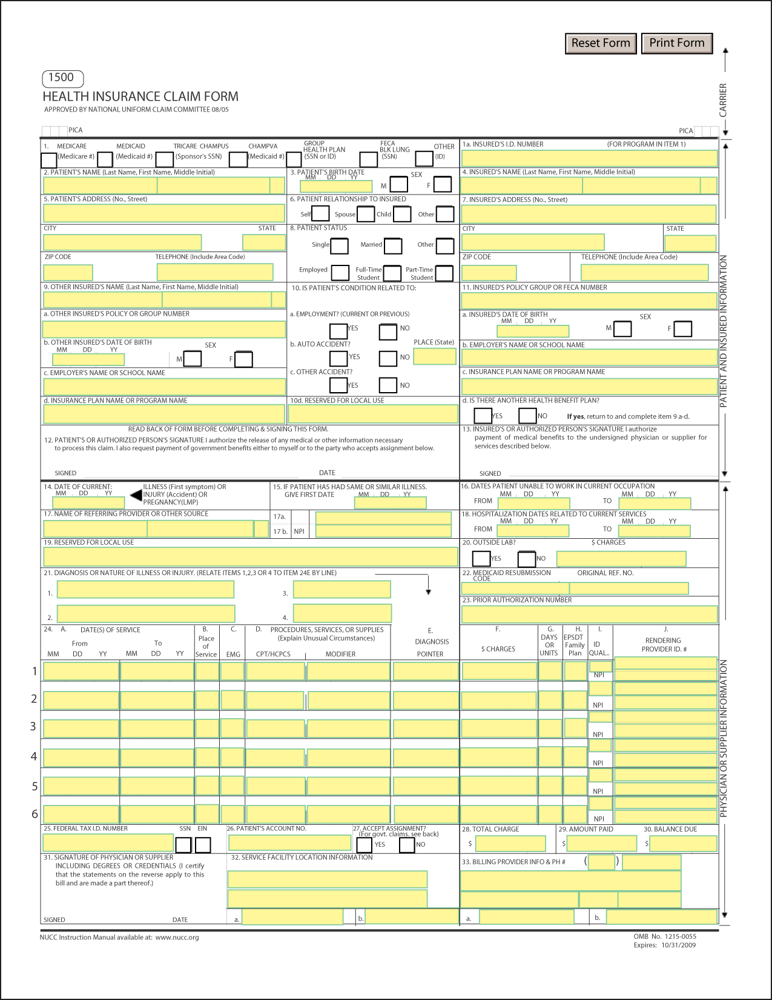 Reset Form Print Form
1500
HEALTH INSURANCE CLAIM FORM
APPROVED BY NATIONAL UNIFORM CLAIM COMMITTEE 08/05
CARRIER
PICA PICA
1. MEDICARE MEDICAID TRICARE CHAMPUS CHAMPVA GROUP HEALTH PLAN FECA BLK LUNG OTHER
(Medicare #) (Medicaid #) (Sponsor's SSN) (Medicaid #) (SSN or ID) (SSN) (ID)
1a. INSURED'S I.D. NUMBER (FOR PROGRAM IN ITEM 1)
2. PATIENT'S NAME (Last Name, First Name, Middle Initial)
3. PATIENT'S BIRTH DATE SEX
MM DD YY M F
4. INSURED'S NAME (Last Name, First Name, Middle Initial)
5. PATIENT'S ADDRESS (No., Street)
6. PATIENT RELATIONSHIP TO INSURED
Self Spouse Child Other
7. INSURED'S ADDRESS (No., Street)
CITY STATE
8. PATIENT STATUS
Single Married Other
CITY STATE
ZIP CODE TELEPHONE (Include Area Code)
Employed Full-Time Student Part-Time Student
ZIP CODE TELEPHONE (Include Area Code)
9. OTHER INSURED'S NAME (Last Name, First Name, Middle Initial)
10. IS PATIENT'S CONDITION RELATED TO:
11. INSURED'S POLICY GROUP OR FECA NUMBER
a. OTHER INSURED'S POLICY OR GROUP NUMBER
a. EMPLOYMENT? (CURRENT OR PREVIOUS)
YES NO
a. INSURED'S DATE OF BIRTH SEX
MM DD YY M F
b. OTHER INSURED'S DATE OF BIRTH SEX
MM DD YY M F
b. AUTO ACCIDENT? PLACE (State)
YES NO
b. EMPLOYER'S NAME OR SCHOOL NAME
c. EMPLOYER'S NAME OR SCHOOL NAME
c. OTHER ACCIDENT?
YES NO
c. INSURANCE PLAN NAME OR PROGRAM NAME
d. INSURANCE PLAN NAME OR PROGRAM NAME
10d. RESERVED FOR LOCAL USE
d. IS THERE ANOTHER HEALTH BENEFIT PLAN?
YES NO If yes, return to and complete item 9 a-d.
PATIENT AND INSURED INFORMATION
READ BACK OF FORM BEFORE COMPLETING & SIGNING THIS FORM.
12. PATIENT'S OR AUTHORIZED PERSON'S SIGNATURE I authorize the release of any medical or other information necessary
to process this claim. I also request payment of government benefits either to myself or to the party who accepts assignment below.
SIGNED DATE
13. INSURED'S OR AUTHORIZED PERSON'S SIGNATURE I authorize
payment of medical benefits to the undersigned physician or supplier for
services described below.
SIGNED
14. DATE OF CURRENT:
MM DD YY
ILLNESS (First symptom) OR
INJURY (Accident) OR
PREGNANCY(LMP)
15. IF PATIENT HAS HAD SAME OR SIMILAR ILLNESS.
GIVE FIRST DATE MM DD YY
16. DATES PATIENT UNABLE TO WORK IN CURRENT OCCUPATION
MM DD YY MM DD YY
FROM TO
17. NAME OF REFERRING PROVIDER OR OTHER SOURCE
17a.
17 b. NPI
18. HOSPITALIZATION DATES RELATED TO CURRENT SERVICES
MM DD YY MM DD YY
FROM TO
19. RESERVED FOR LOCAL USE
20. OUTSIDE LAB? $ CHARGES
YES NO
21. DIAGNOSIS OR NATURE OF ILLNESS OR INJURY. (RELATE ITEMS 1,2,3 OR 4 TO ITEM 24E BY LINE)
1. 3.
2. 4.
22. MEDICAID RESUBMISSION
CODE ORIGINAL REF. NO.
23. PRIOR AUTHORIZATION NUMBER
24. A. DATE(S) OF SERVICE
From To
MM DD YY MM DD YY
B.
Place
of
Service
C.
EMG
D. PROCEDURES, SERVICES, OR SUPPLIES
(Explain Unusual Circumstances)
CPT/HCPCS MODIFIER
E.
DIAGNOSIS
POINTER
F.
$ CHARGES
G.
DAYS
OR
UNITS
H.
EPSDT
Family
Plan
I.
ID
QUAL..
J.
RENDERING
PROVIDER ID. #
1 NPI
2 NPI
3 NPI
4 NPI
5 NPI
6 NPI
PHYSICIAN OR SUPPLIER INFORMATION
25. FEDERAL TAX I.D. NUMBER SSN EIN
26. PATIENT'S ACCOUNT NO.
27. ACCEPT ASSIGNMENT?
(For govt. claims. see back)
YES NO
28. TOTAL CHARGE
$
29. AMOUNT PAID
$
30. BALANCE DUE
$
31. SIGNATURE OF PHYSICIAN OR SUPPLIER
INCLUDING DEGREES OR CREDENTIALS (I certify
that the statements on the reverse apply to this
bill and are made a part thereof.)
SIGNED DATE
32. SERVICE FACILITY LOCATION INFORMATION
a. b.
33. BILLING PROVIDER INFO & PH # ( )
a. b.
NUCC Instruction Manual available at: www.nucc.org
OMB No. 1215-0055
Expires: 10/31/2009